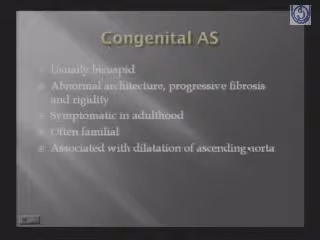 Congenital AS
Usually bicuspid
Abnormal architecture, progressive fibrosis
and rigidity
Symptomatic in adulthood
Often familial
Associated with dilatation of ascending aorta